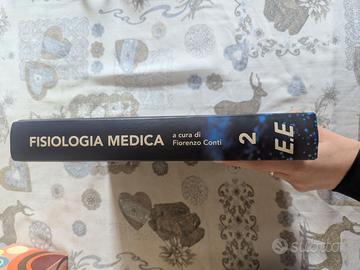 FISIOLOGIA MEDICA
a cura di
Fiorenzo Conti
2
E.E
subito